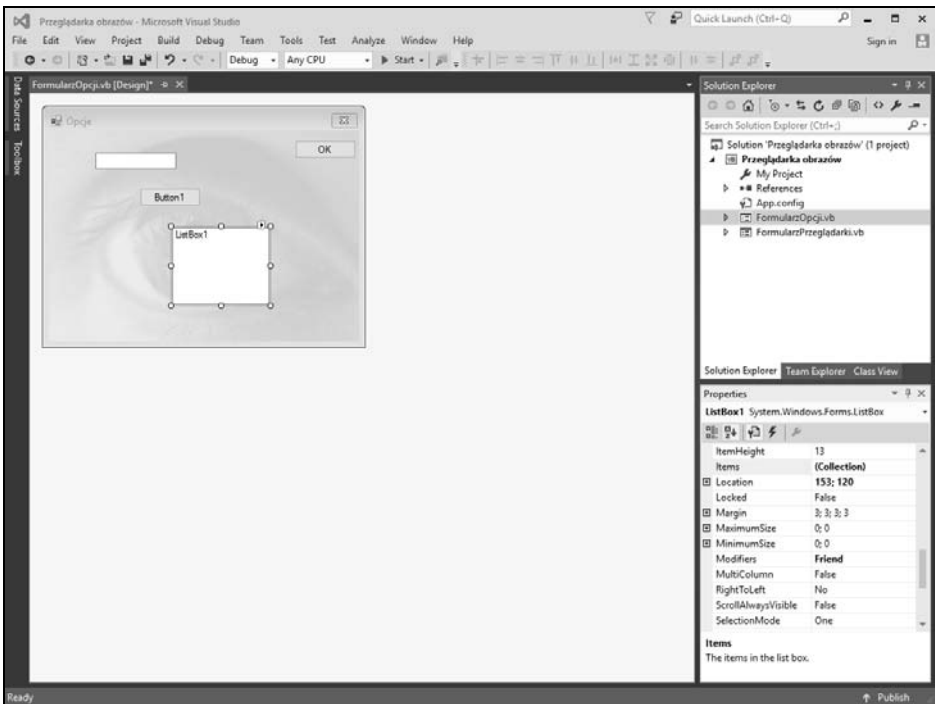 Przeglądarka obrazów - Microsoft Visual Studio
Quick Launch (Ctrl+Q)
File Edit View Project Build Debug Team Tools Test Analyze Window Help
Sign in
Debug Any CPU Start
Data Sources
Toolbox
FormularzOpcji.vb [Design]*
Opcje
OK
Button1
ListBox1
Solution Explorer
Search Solution Explorer (Ctrl+;)
Solution 'Przeglądarka obrazów' (1 project)
Przeglądarka obrazów
My Project
References
App.config
FormularzOpcji.vb
FormularzPrzeglądarki.vb
Solution Explorer Team Explorer Class View
Properties
ListBox1 System.Windows.Forms.ListBox
ItemHeight 13
Items (Collection)
Location 153; 120
Locked False
Margin 3; 3; 3; 3
MaximumSize 0; 0
MinimumSize 0; 0
Modifiers Friend
MultiColumn False
RightToLeft No
ScrollAlwaysVisible False
SelectionMode One
Items
The items in the list box.
Ready
Publish